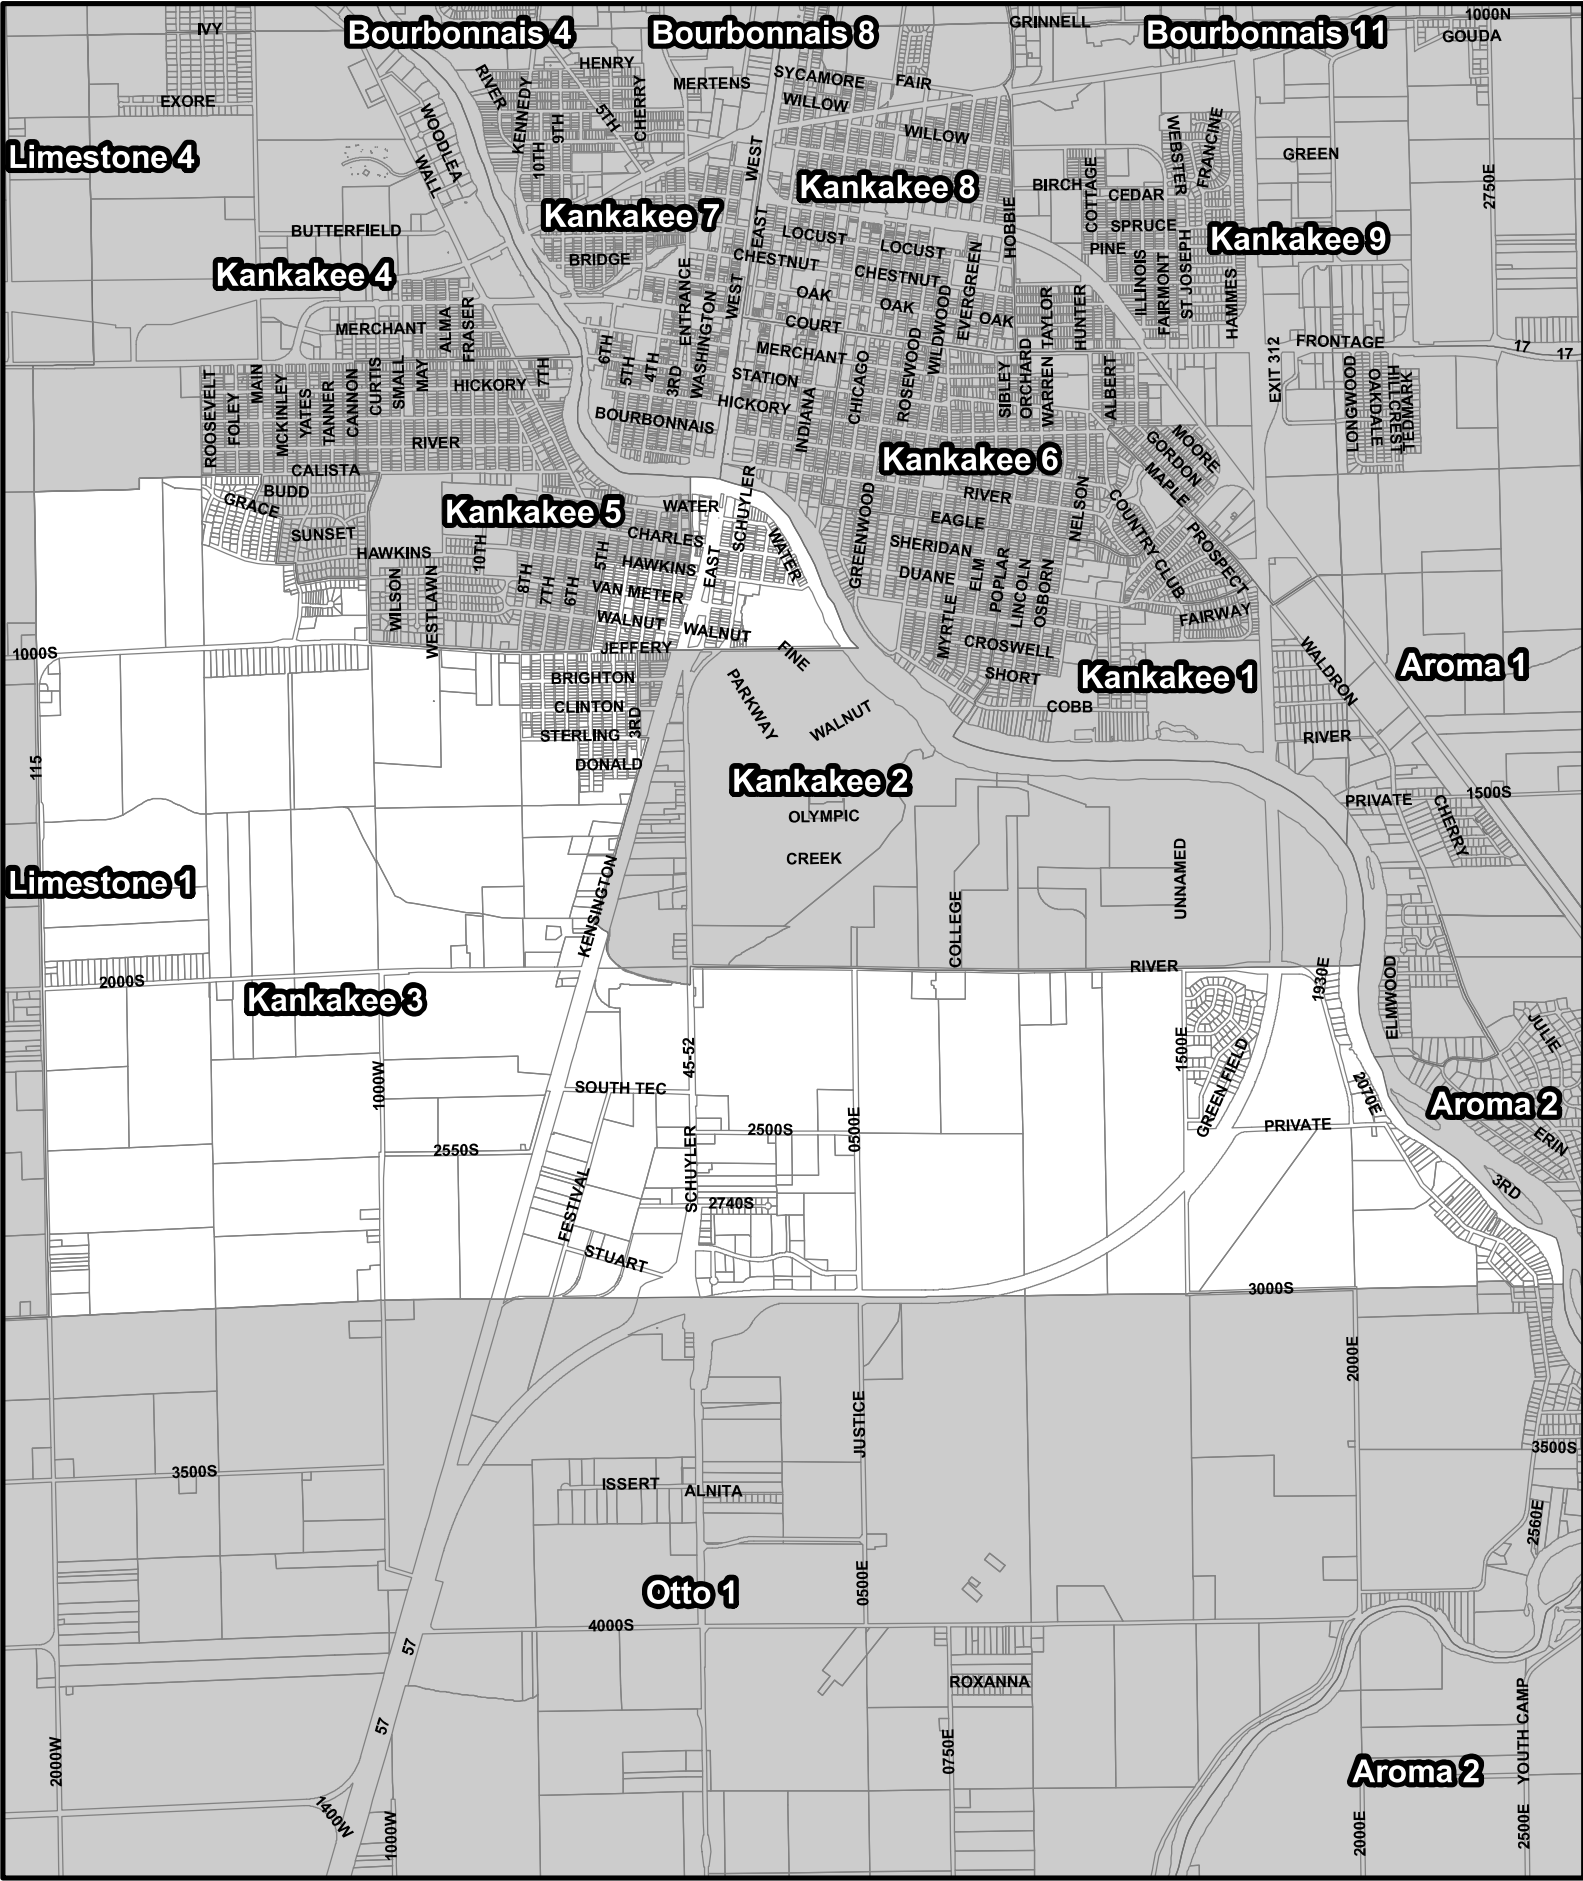 IVY
Bourbonnais 4
Bourbonnais 8
GRINNELL
Bourbonnais 11
1000N
GOUDA
HENRY
RIVER
KENNEDY
MERTENS
SYCAMORE
FAIR
EXORE
WOODLEA
9TH
5TH
CHERRY
WILLOW
WILLOW
WEBSTER
FRANCINE
Limestone 4
WALL
10TH
WEST
GREEN
2750E
Kankakee 8
BIRCH
COTTAGE
CEDAR
Kankakee 7
EAST
HOBBIE
SPRUCE
BUTTERFIELD
LOCUST
LOCUST
PINE
Kankakee 9
Kankakee 4
BRIDGE
CHESTNUT
CHESTNUT
EVERGREEN
ILLINOIS
FAIRMONT
ST JOSEPH
HAMMES
ENTRANCE
WASHINGTON
WEST
OAK
OAK
OAK
WILDWOOD
TAYLOR
HUNTER
MERCHANT
ALMA
FRASER
COURT
6TH
5TH
4TH
3RD
MERCHANT
FRONTAGE
17
17
ROOSEVELT
FOLEY
MAIN
MCKINLEY
YATES
TANNER
CANNON
CURTIS
SMALL
MAY
HICKORY
7TH
STATION
CHICAGO
ROSEWOOD
SIBLEY
ORCHARD
WARREN
ALBERT
EXIT 312
LONGWOOD
OAKDALE
HILLCREST
TEDMARK
BOURBONNAIS
HICKORY
INDIANA
RIVER
MOORE
GORDON
MAPLE
CALISTA
Kankakee 6
BUDD
GRACE
Kankakee 5
WATER
SCHUYLER
GREENWOOD
RIVER
NELSON
COUNTRY CLUB
PROSPECT
SUNSET
CHARLES
WATER
EAGLE
HAWKINS
10TH
5TH
HAWKINS
EAST
SHERIDAN
WILSON
WESTLAWN
8TH
7TH
6TH
VAN METER
DUANE
ELM
POPLAR
LINCOLN
OSBORN
WALNUT
WALNUT
MYRTLE
FAIRWAY
1000S
JEFFERY
FINE
CROSWELL
WALDRON
Aroma 1
BRIGHTON
PARKWAY
SHORT
Kankakee 1
CLINTON
3RD
WALNUT
COBB
STERLING
RIVER
115
DONALD
Kankakee 2
PRIVATE
1500S
OLYMPIC
CHERRY
CREEK
Limestone 1
KENSINGTON
COLLEGE
UNNAMED
2000S
RIVER
1930E
ELMWOOD
Kankakee 3
JULIE
45-52
1500E
GREEN FIELD
1000W
SOUTH TEC
2070E
Aroma 2
2500S
0500E
PRIVATE
2550S
SCHUYLER
ERIN
FESTIVAL
2740S
3RD
STUART
3000S
2000E
JUSTICE
3500S
3500S
ISSERT
ALNITA
2560E
Otto 1
0500E
4000S
57
ROXANNA
57
2000W
0750E
YOUTH CAMP
Aroma 2
1400W
1000W
2000E
2500E